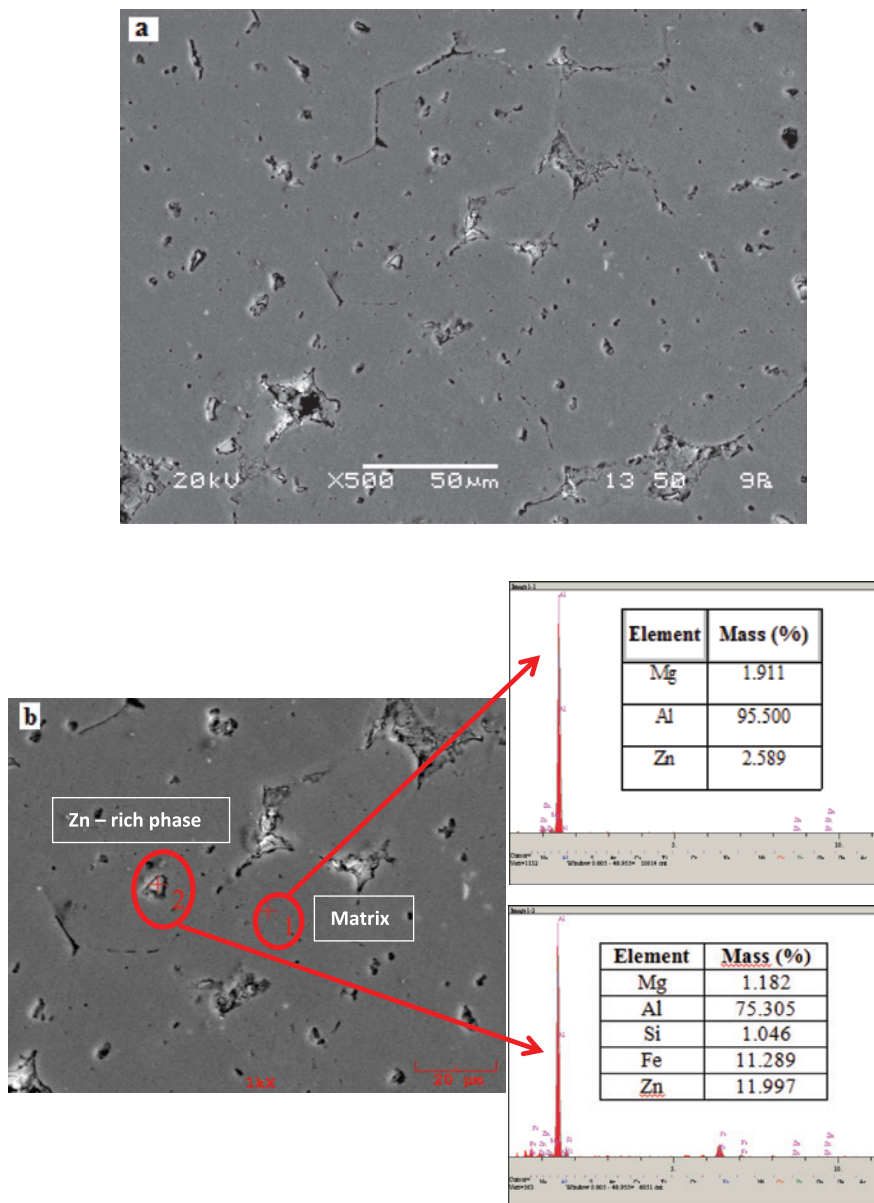 a
20kV X500 50µm 13 50
b
Zn – rich phase
2
1
Matrix
1kX
20 µm
Element Mass (%)
Mg 1.911
Al 95.500
Zn 2.589
Element Mass (%)
Mg 1.182
Al 75.305
Si 1.046
Fe 11.289
Zn 11.997